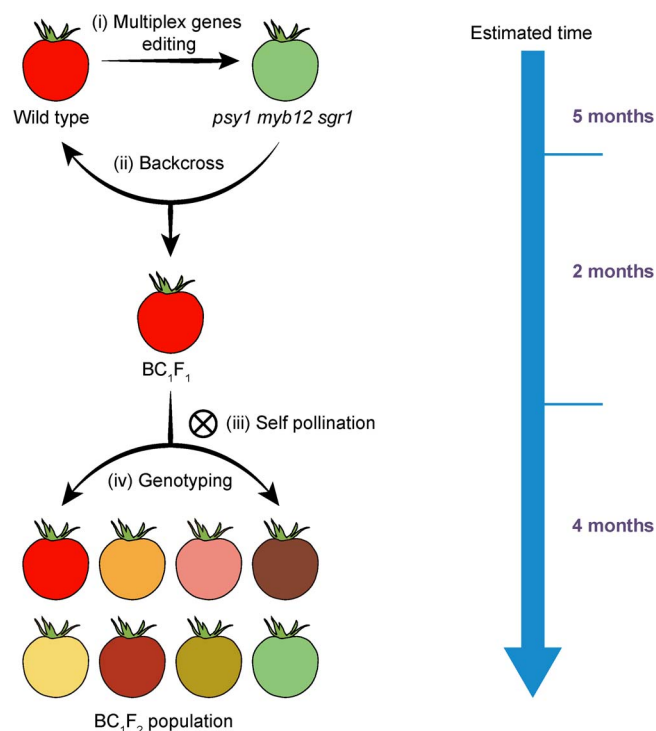 (i) Multiplex genes
editing
Estimated time
Wild type
psy1 myb12 sgr1
5 months
(ii) Backcross
2 months
BC₁F₁
(iii) Self pollination
(iv) Genotyping
4 months
BC₁F₂ population